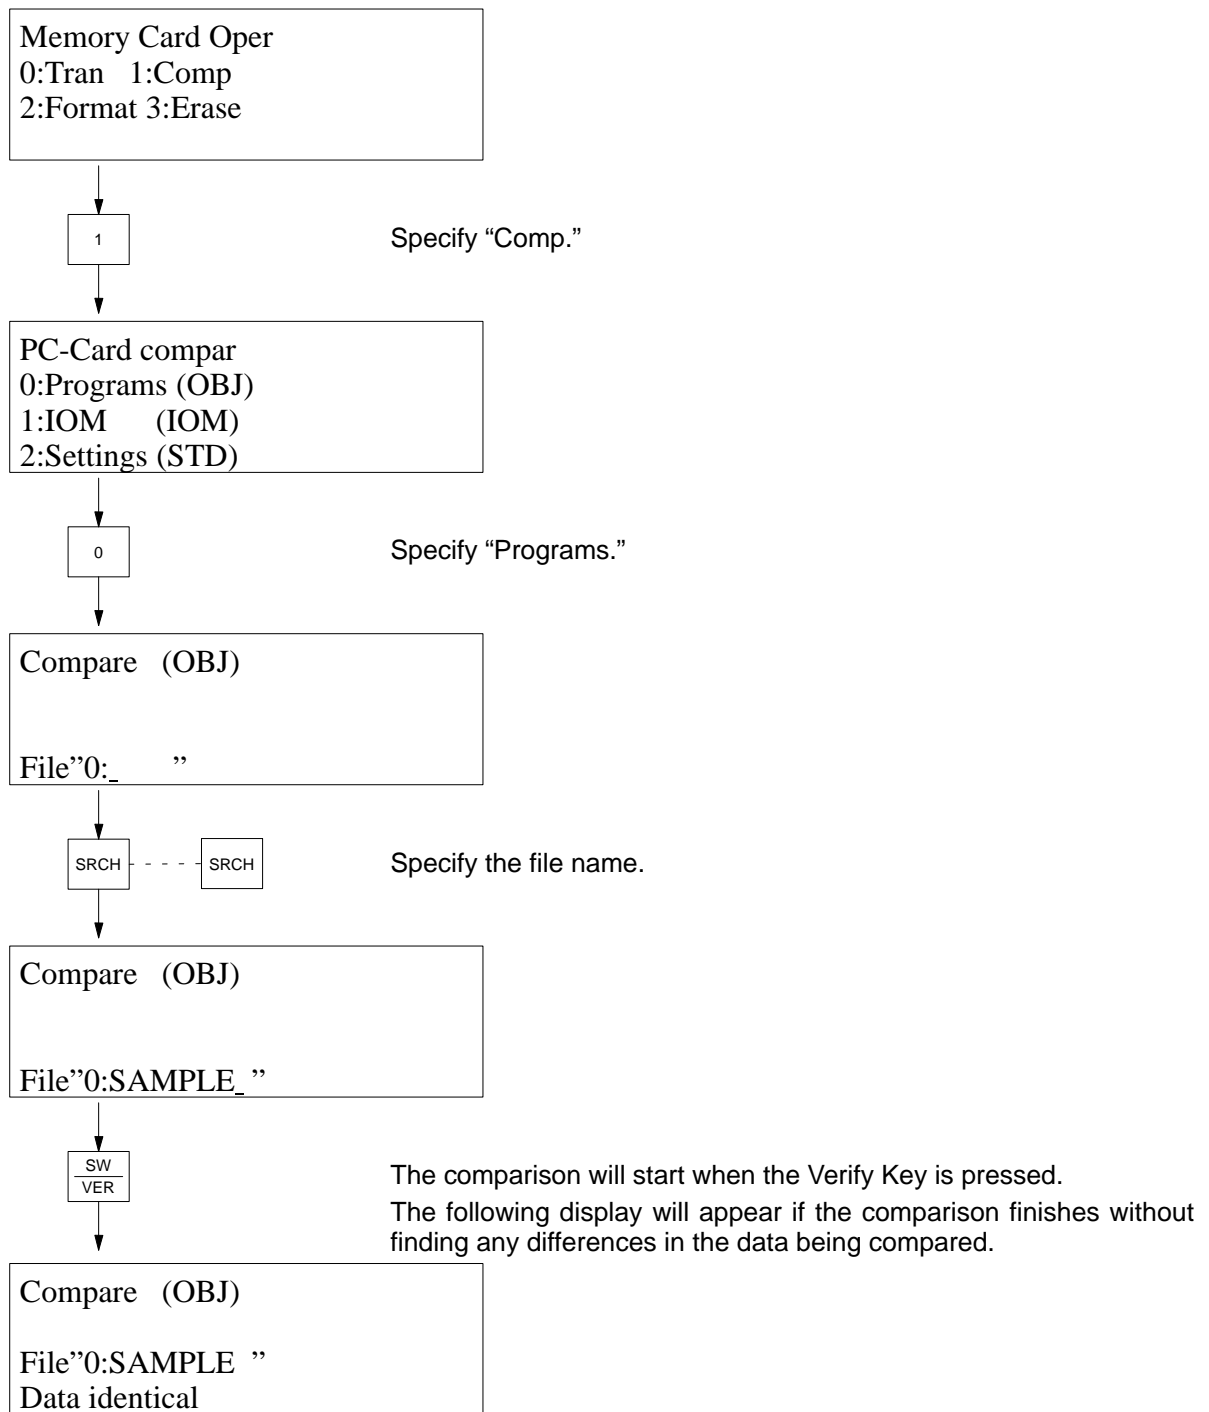 Memory Card Oper
0:Tran 1:Comp
2:Format 3:Erase
1
Specify “Comp.”
PC-Card compar
0:Programs (OBJ)
1:IOM (IOM)
2:Settings (STD)
0
Specify “Programs.”
Compare (OBJ)
File”0:_ ”
SRCH - - - - - SRCH
Specify the file name.
Compare (OBJ)
File”0:SAMPLE_ ”
SW
VER
The comparison will start when the Verify Key is pressed.
The following display will appear if the comparison finishes without
finding any differences in the data being compared.
Compare (OBJ)
File”0:SAMPLE ”
Data identical